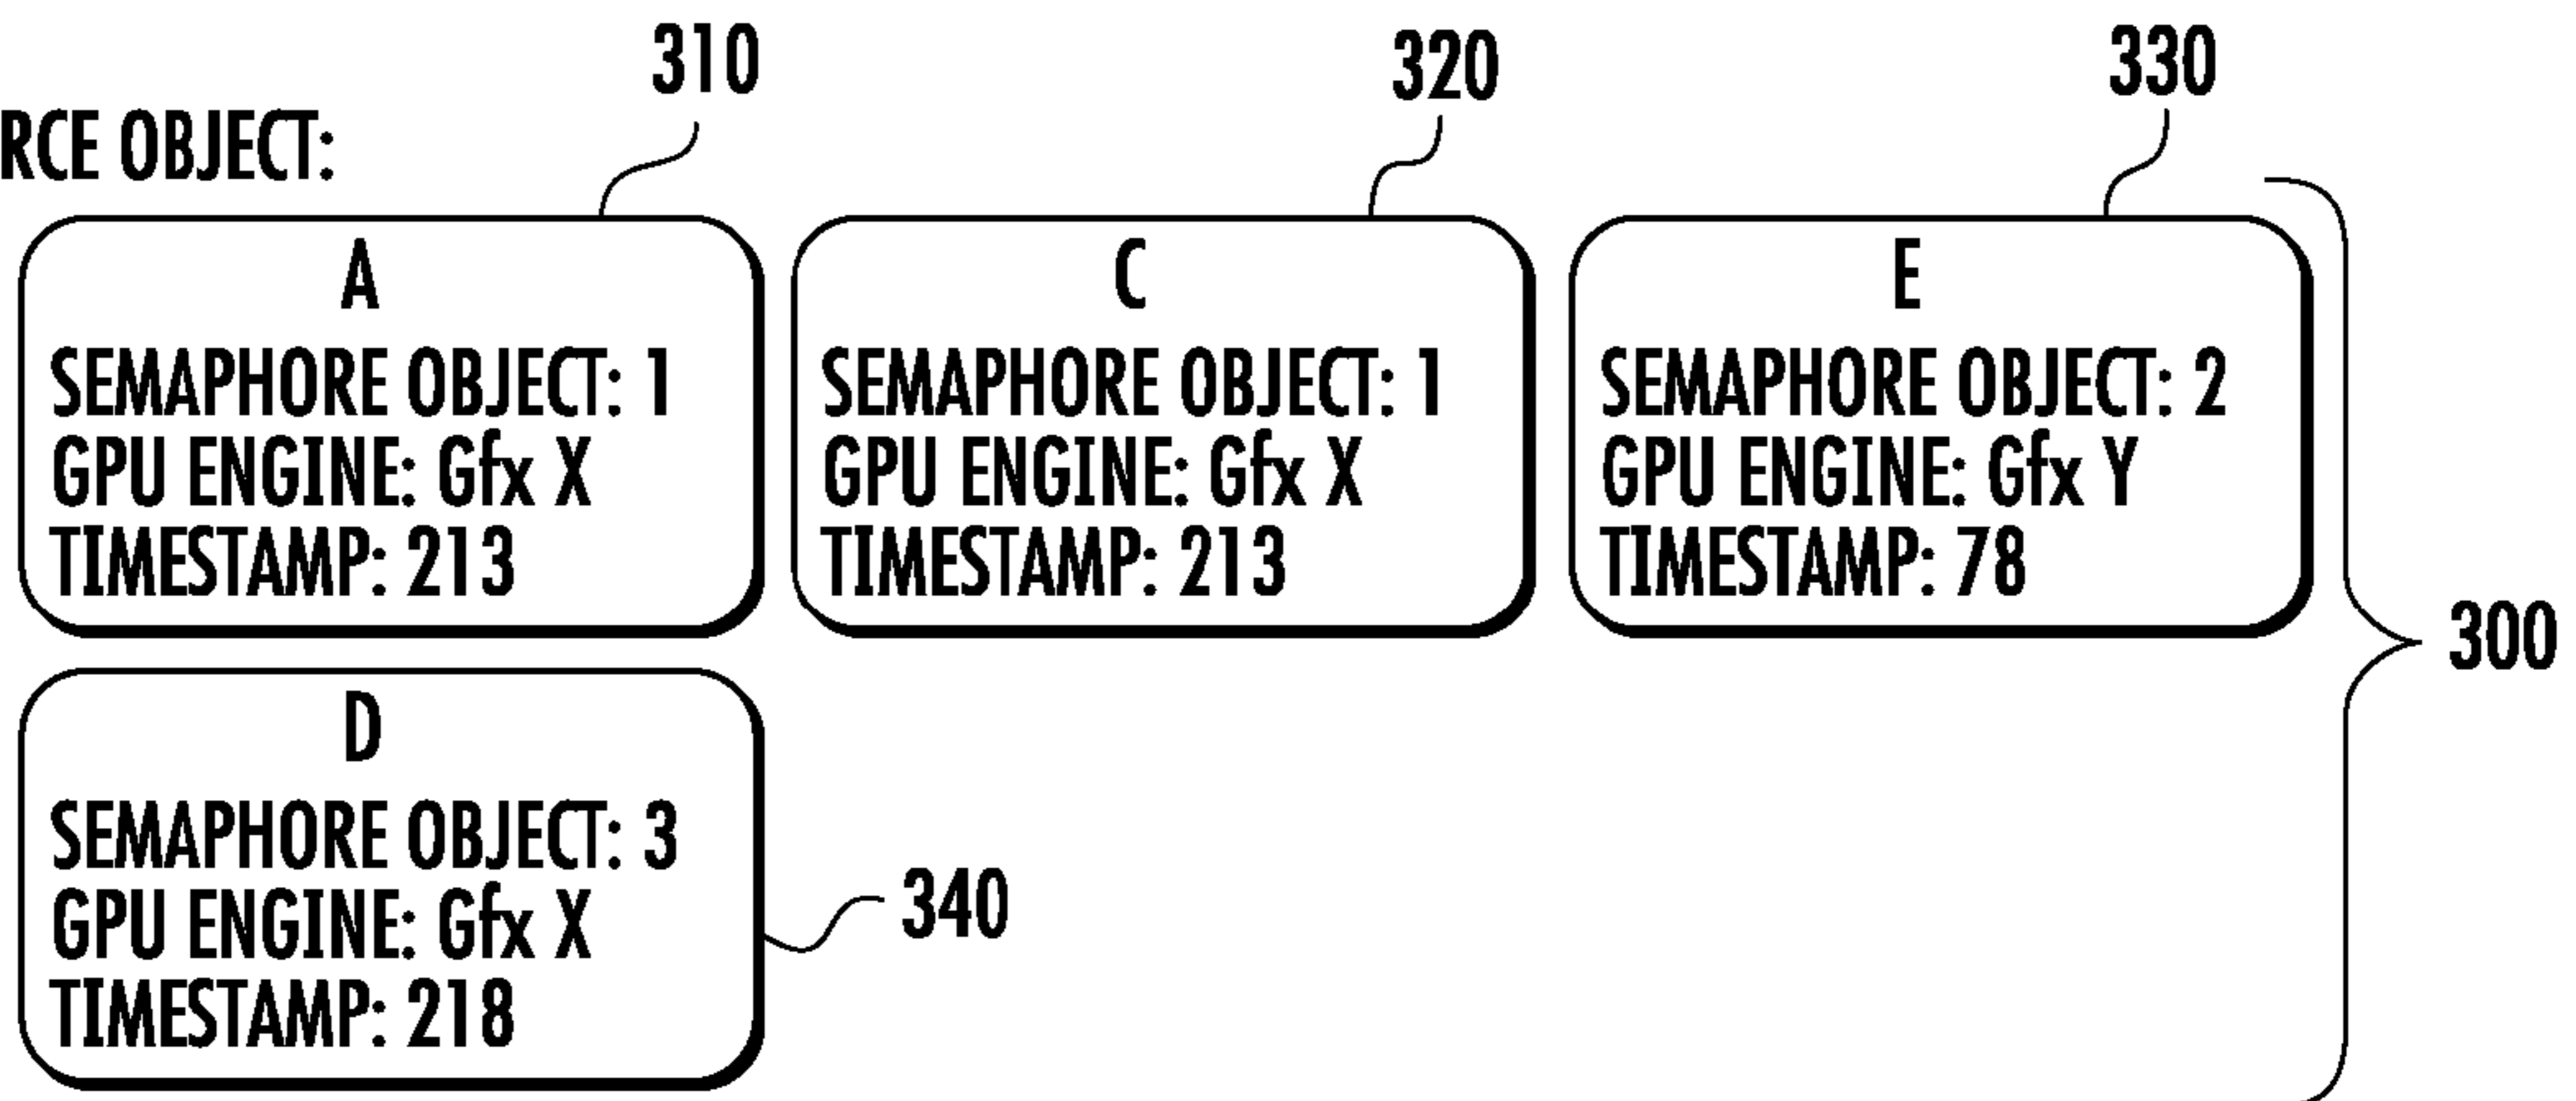 310
320
330
RCE OBJECT:
A
SEMAPHORE OBJECT: 1
GPU ENGINE: Gfx X
TIMESTAMP: 213
C
SEMAPHORE OBJECT: 1
GPU ENGINE: Gfx X
TIMESTAMP: 213
E
SEMAPHORE OBJECT: 2
GPU ENGINE: Gfx Y
TIMESTAMP: 78
300
D
SEMAPHORE OBJECT: 3
GPU ENGINE: Gfx X
TIMESTAMP: 218
340